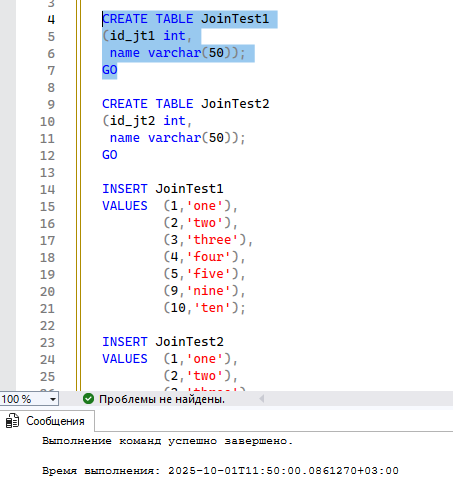 3
4 CREATE TABLE JoinTest1
5 (id_jt1 int,
6 name varchar(50));
7 GO
8
9 CREATE TABLE JoinTest2
10 (id_jt2 int,
11 name varchar(50));
12 GO
13
14 INSERT JoinTest1
15 VALUES (1,'one'),
16 (2,'two'),
17 (3,'three'),
18 (4,'four'),
19 (5,'five'),
20 (9,'nine'),
21 (10,'ten');
22
23 INSERT JoinTest2
24 VALUES (1,'one'),
25 (2,'two'),
26 (3,'three'),
100 % Проблемы не найдены.
Сообщения
Выполнение команд успешно завершено.
Время выполнения: 2025-10-01T11:50:00.0861270+03:00